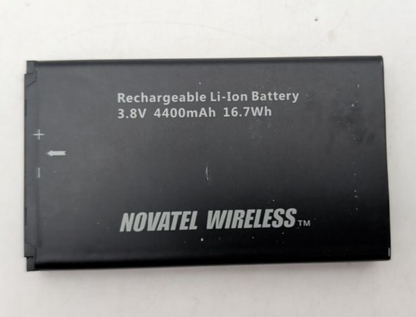 Rechargeable Li-Ion Battery
3.8V 4400mAh 16.7Wh
+
-
NOVATEL WIRELESS™